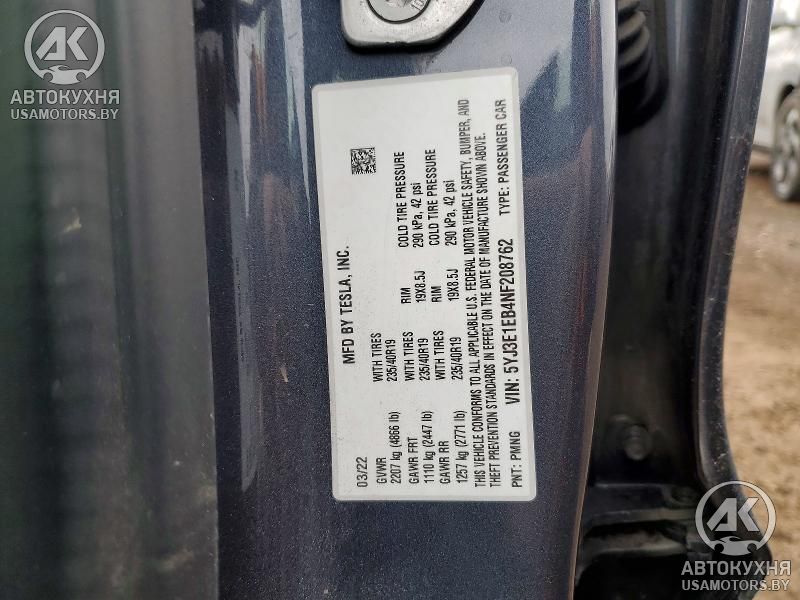 MFD BY TESLA, INC.
03/22
GVWR
2207 kg (4866 lb)
WITH TIRES
235/40R19
RIM
19X8.5J
COLD TIRE PRESSURE
290 kPa, 42 psi
GAWR FRT
1110 kg (2447 lb)
WITH TIRES
235/40R19
RIM
19X8.5J
COLD TIRE PRESSURE
290 kPa, 42 psi
GAWR RR
1257 kg (2771 lb)
WITH TIRES
235/40R19
THIS VEHICLE CONFORMS TO ALL APPLICABLE U.S. FEDERAL MOTOR VEHICLE SAFETY, BUMPER, AND
THEFT PREVENTION STANDARDS IN EFFECT ON THE DATE OF MANUFACTURE SHOWN ABOVE.
PNT: PMNG VIN: 5YJ3E1EB4NF208762 TYPE: PASSENGER CAR
АК
АВТОКУХНЯ
USAMOTORS.BY
АК
АВТОКУХНЯ
USAMOTORS.BY